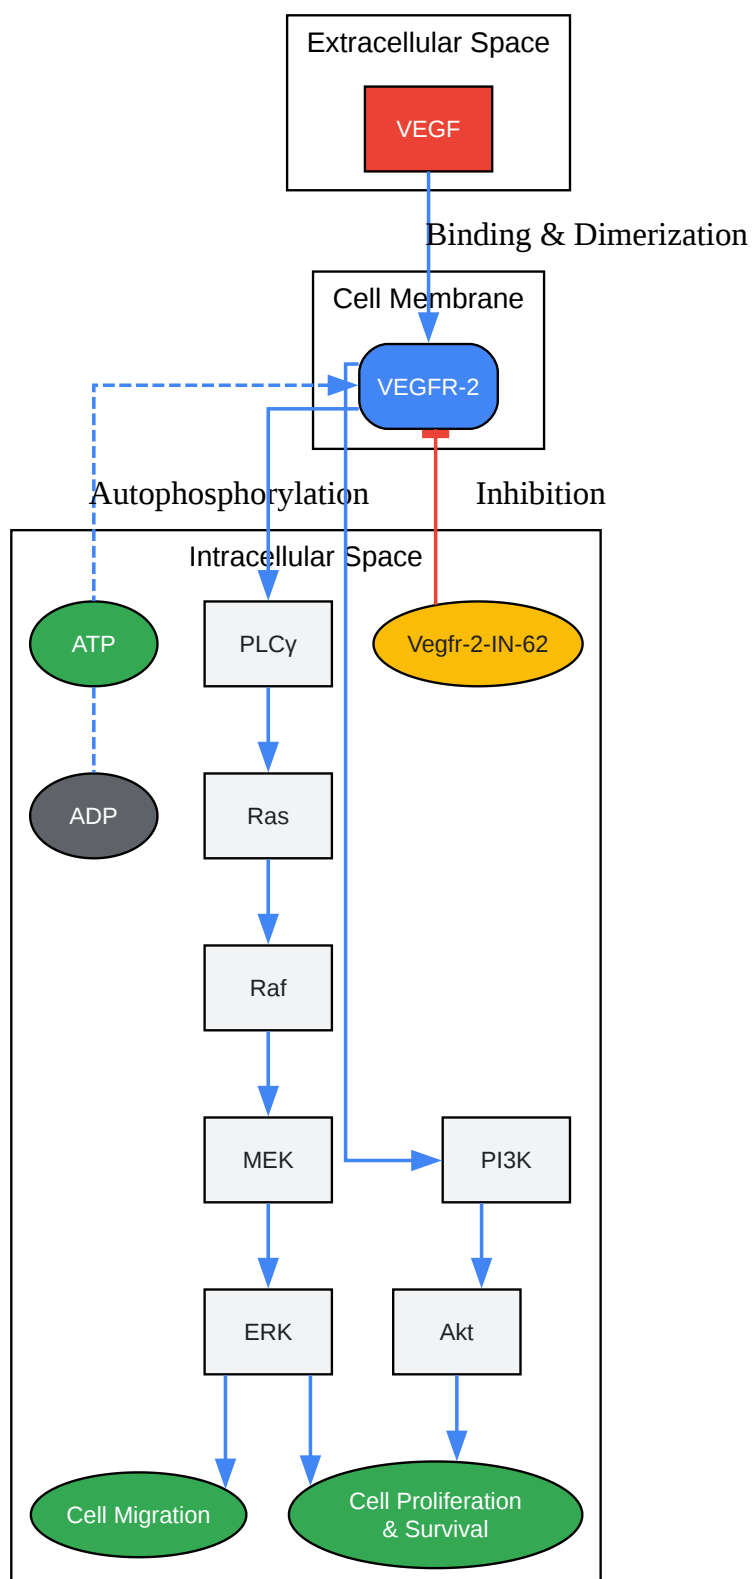 Extracellular Space
VEGF
Binding & Dimerization
Cell Membrane
VEGFR-2
Autophosphorylation
Inhibition
Intracellular Space
ATP
PLCγ
Vegfr-2-IN-62
ADP
Ras
Raf
MEK
PI3K
ERK
Akt
Cell Migration
Cell Proliferation
& Survival